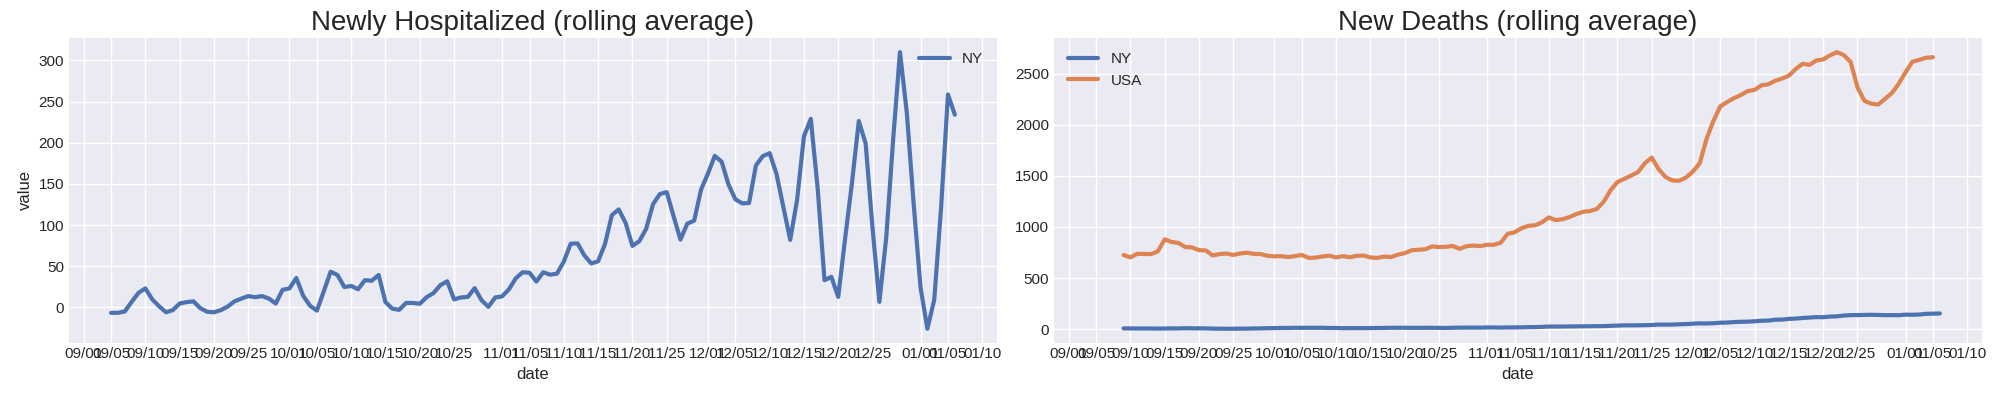 Newly Hospitalized (rolling average)
NY
300
250
200
150
100
50
0
value
09/01 09/05 09/10 09/15 09/20 09/25 10/01 10/05 10/10 10/15 10/20 10/25 11/01 11/05 11/10 11/15 11/20 11/25 12/01 12/05 12/10 12/15 12/20 12/25 01/01 01/05 01/10
date
New Deaths (rolling average)
NY
USA
2500
2000
1500
1000
500
0
09/01 09/05 09/10 09/15 09/20 09/25 10/01 10/05 10/10 10/15 10/20 10/25 11/01 11/05 11/10 11/15 11/20 11/25 12/01 12/05 12/10 12/15 12/20 12/25 01/01 01/05 01/10
date